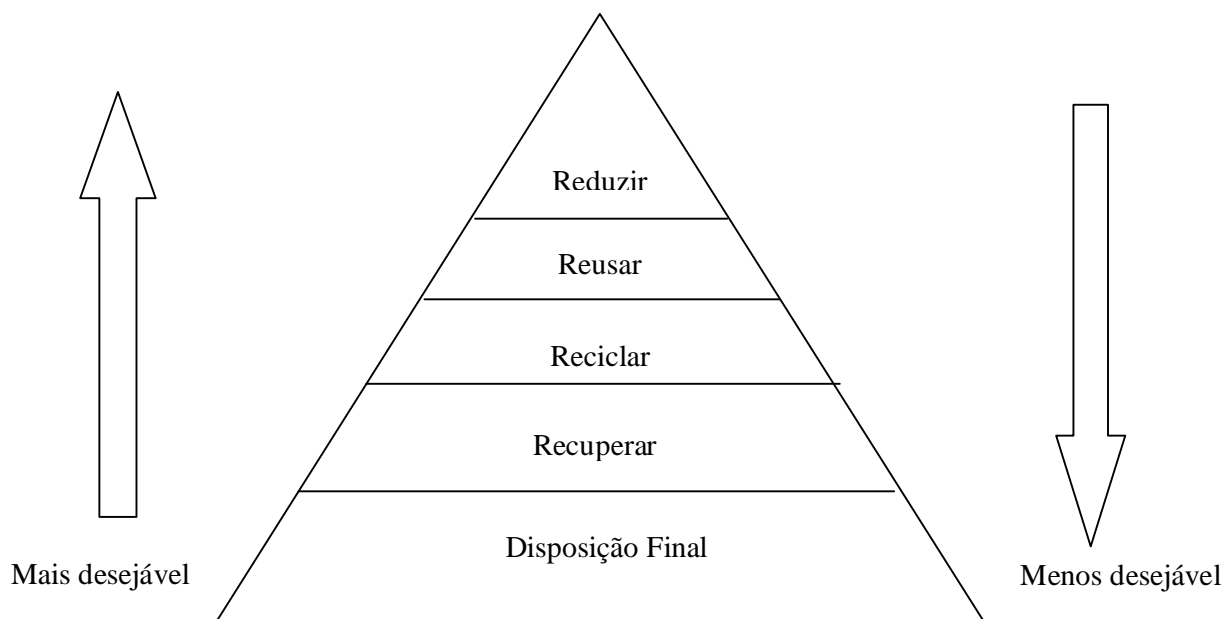 Reduzir
Reusar
Reciclar
Recuperar
Disposição Final
Mais desejável
Menos desejável